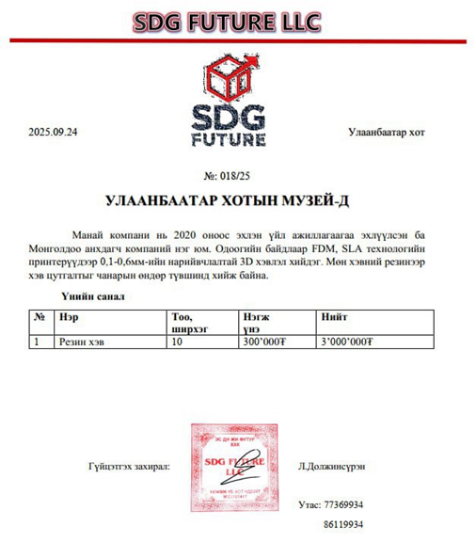 SDG FUTURE LLC
SDG
FUTURE
2025.09.24 Улаанбаатар хот
№: 018/25
УЛААНБААТАР ХОТЫН МУЗЕЙ-Д
Манай компани нь 2020 оноос эхлэн үйл ажиллагаагаа эхлүүлсэн ба
Монголдоо анхдагч компаний нэг юм. Одоогийн байдлаар FDM, SLA технологийн
принтерүүдээр 0,1-0,6мм-ийн нарийвчлалтай 3D хэвлэл хийдэг. Мөн хэвний резинээр
хэв цутгалтыг чанарын өндөр түвшинд хийж байна.
Үнийн санал
№ Нэр Тоо, ширхэг Нэгж үнэ Нийт
1 Резин хэв 10 300'000₮ 3'000'000₮
SDG FUTURE
LLC
Гүйцэтгэх захирал: Л.Должинсүрэн
Утас: 77369934
86119934